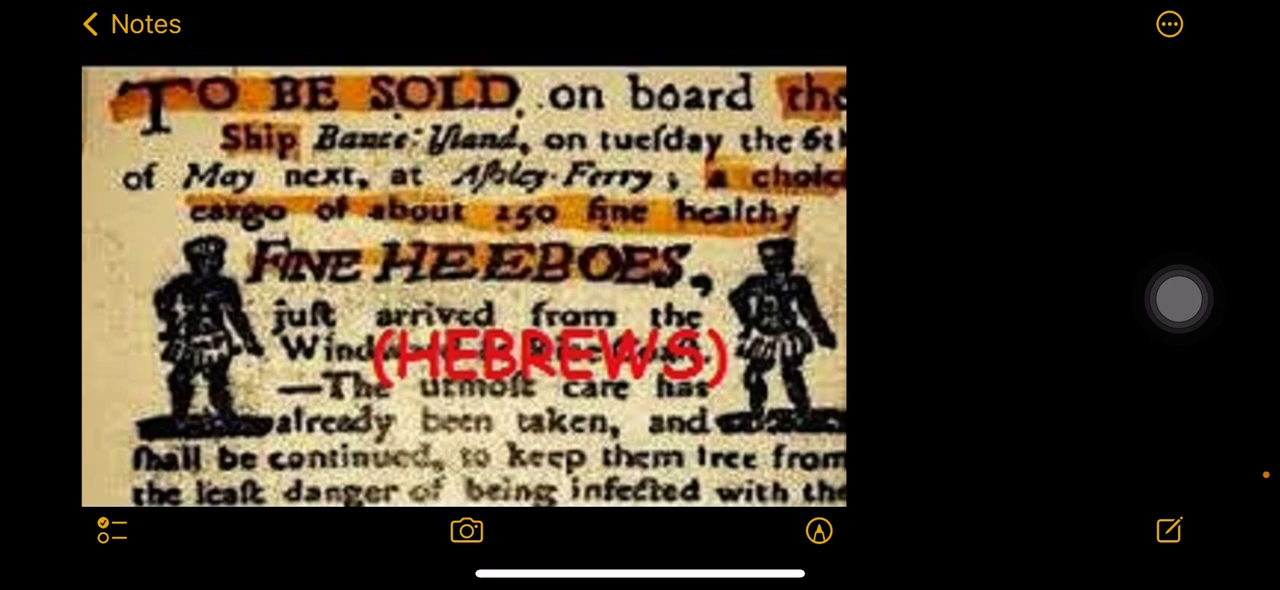 Notes
TO BE SOLD, on board the
Ship Bance: Yland, on tueſday the 6th
of May next, at Aſhley-Ferry; a choice
cargo of about 250 fine healthy
FINE HEEBOES,
juſt arrived from the
Wind
(HEBREWS)
—The utmoſt care has
already been taken, and
ſhall be continued, to keep them free from
the leaſt danger of being infected with the